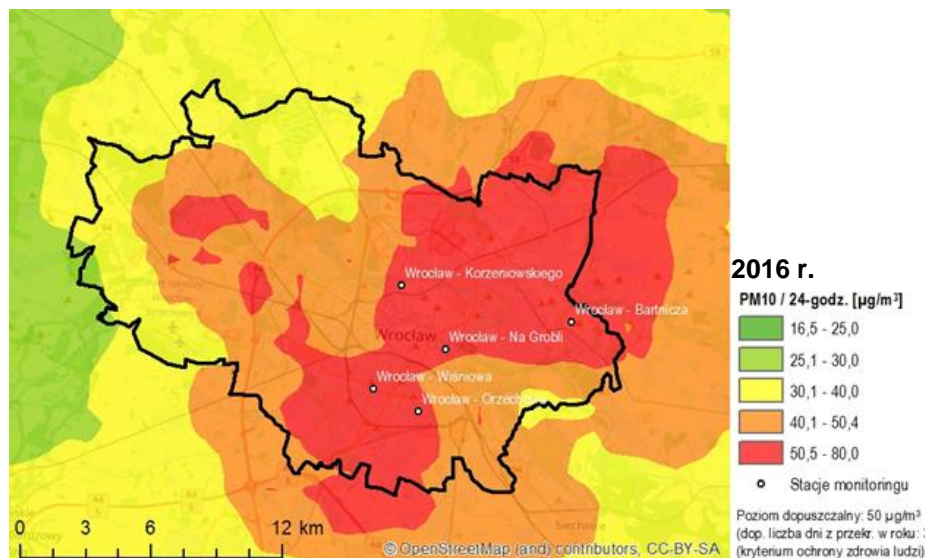 Wrocław - Korzeniowskiego
Wrocław - Bartnicza
Wrocław
Wrocław - Na Grobli
Wrocław - Wiśniowa
Wrocław -
0 3 6 12 km
© OpenStreetMap (and) contributors, CC-BY-SA
2016 r.
PM10 / 24-godz. [µg/m³]
16,5 - 25,0
25,1 - 30,0
30,1 - 40,0
40,1 - 50,4
50,5 - 80,0
Stacje monitoringu
Poziom dopuszczalny: 50 µg/m³
(dop. liczba dni z przekr. w roku:
(kryterium ochrony zdrowia ludzi)